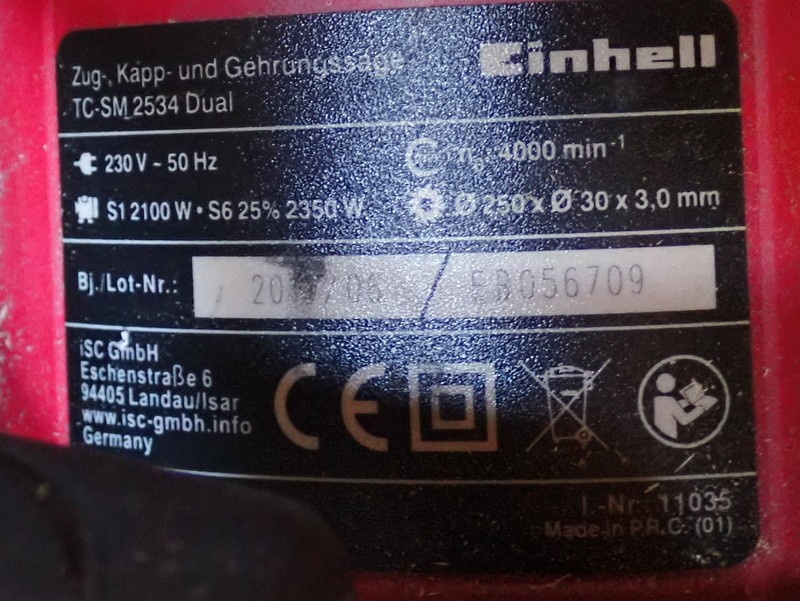 Zug-, Kapp- und Gehrungssäge
Einhell
TC-SM 2534 Dual
230 V ~ 50 Hz
n₀: 4000 min⁻¹
S1 2100 W • S6 25% 2350 W
Ø 250 x Ø 30 x 3,0 mm
Bj./Lot-Nr.:
/ 056709
iSC GmbH
Eschenstraße 6
94405 Landau/Isar
www.isc-gmbh.info
Germany
CE
I.-Nr. 11035
Made in P.R.C. (01)